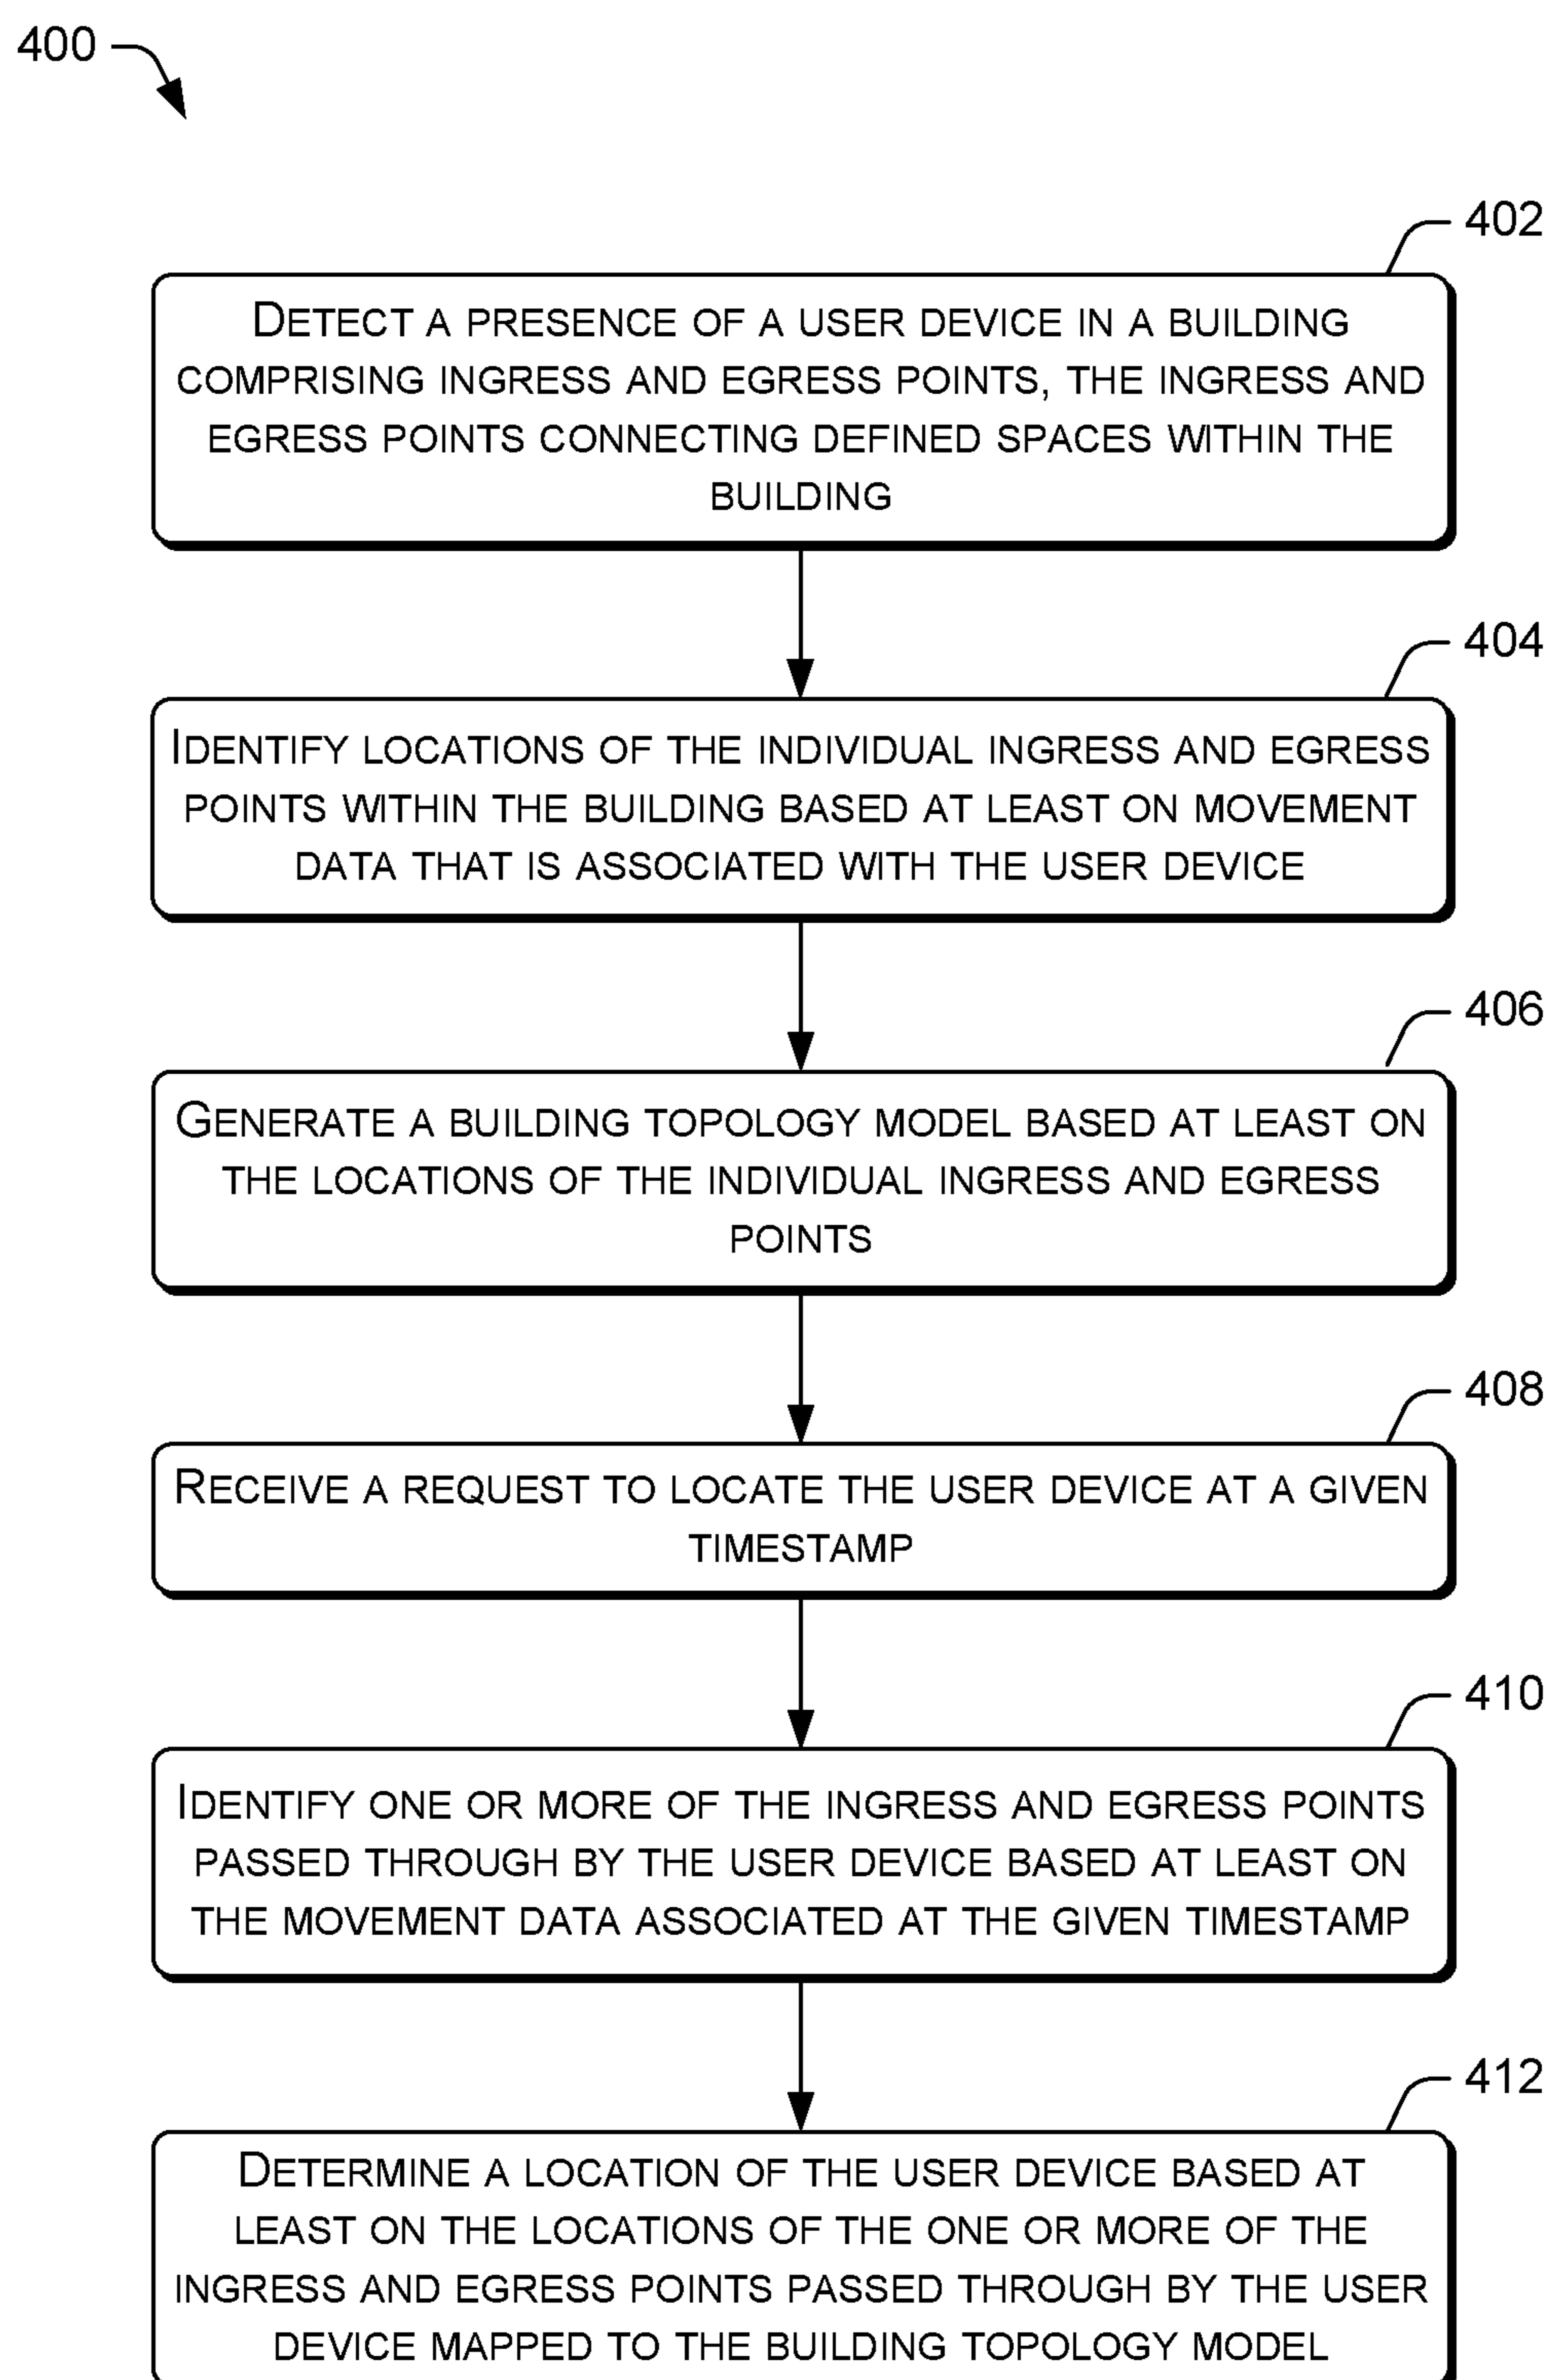 400
402
DETECT A PRESENCE OF A USER DEVICE IN A BUILDING
COMPRISING INGRESS AND EGRESS POINTS, THE INGRESS AND
EGRESS POINTS CONNECTING DEFINED SPACES WITHIN THE
BUILDING
404
IDENTIFY LOCATIONS OF THE INDIVIDUAL INGRESS AND EGRESS
POINTS WITHIN THE BUILDING BASED AT LEAST ON MOVEMENT
DATA THAT IS ASSOCIATED WITH THE USER DEVICE
406
GENERATE A BUILDING TOPOLOGY MODEL BASED AT LEAST ON
THE LOCATIONS OF THE INDIVIDUAL INGRESS AND EGRESS
POINTS
408
RECEIVE A REQUEST TO LOCATE THE USER DEVICE AT A GIVEN
TIMESTAMP
410
IDENTIFY ONE OR MORE OF THE INGRESS AND EGRESS POINTS
PASSED THROUGH BY THE USER DEVICE BASED AT LEAST ON
THE MOVEMENT DATA ASSOCIATED AT THE GIVEN TIMESTAMP
412
DETERMINE A LOCATION OF THE USER DEVICE BASED AT
LEAST ON THE LOCATIONS OF THE ONE OR MORE OF THE
INGRESS AND EGRESS POINTS PASSED THROUGH BY THE USER
DEVICE MAPPED TO THE BUILDING TOPOLOGY MODEL